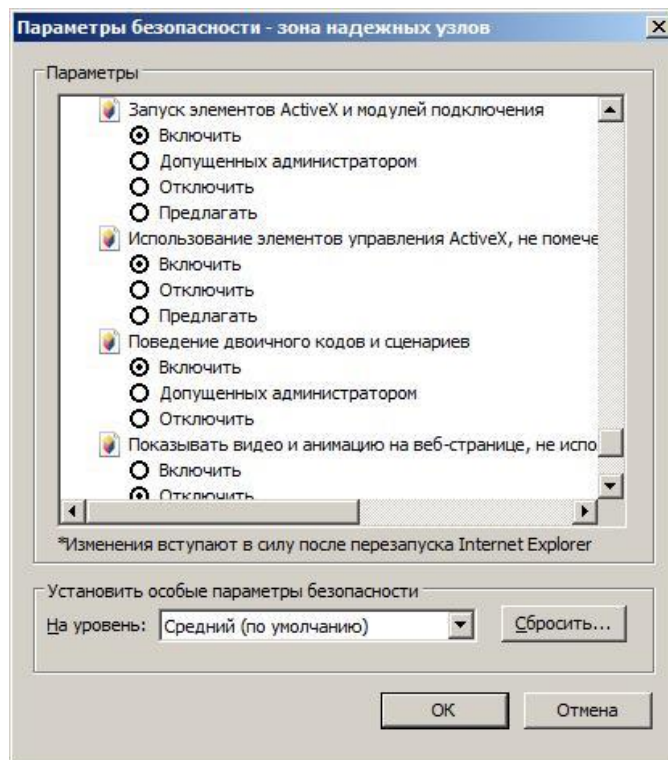 Параметры безопасности - зона надежных узлов
Параметры
Запуск элементов ActiveX и модулей подключения
Включить
Допущенных администратором
Отключить
Предлагать
Использование элементов управления ActiveX, не помече
Включить
Отключить
Предлагать
Поведение двоичного кодов и сценариев
Включить
Допущенных администратором
Отключить
Показывать видео и анимацию на веб-странице, не испо
Включить
Отключить
*Изменения вступают в силу после перезапуска Internet Explorer
Установить особые параметры безопасности
На уровень: Средний (по умолчанию) Сбросить...
OK Отмена